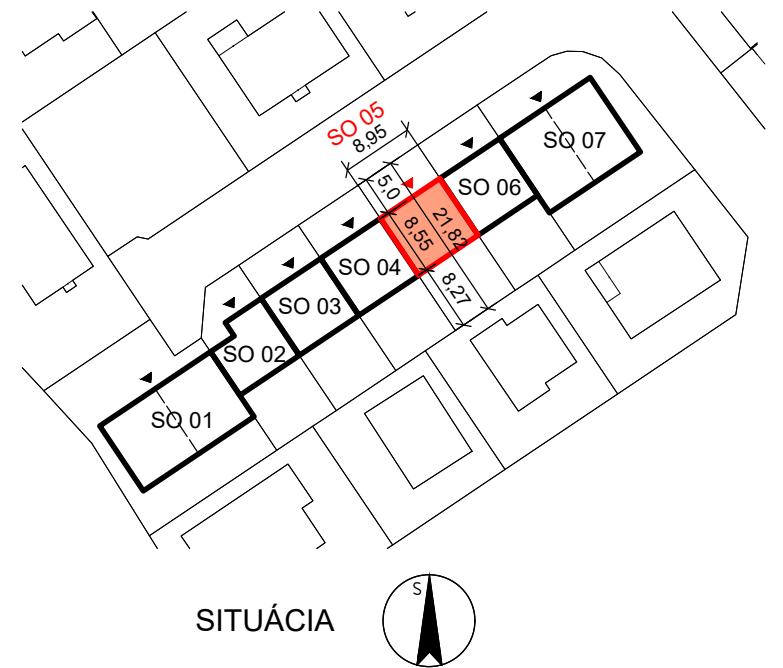 SO 05
8,95
5,0
8,55
21,82
8,27
SO 07
SO 06
SO 04
SO 03
SO 02
SO 01
S
SITUÁCIA